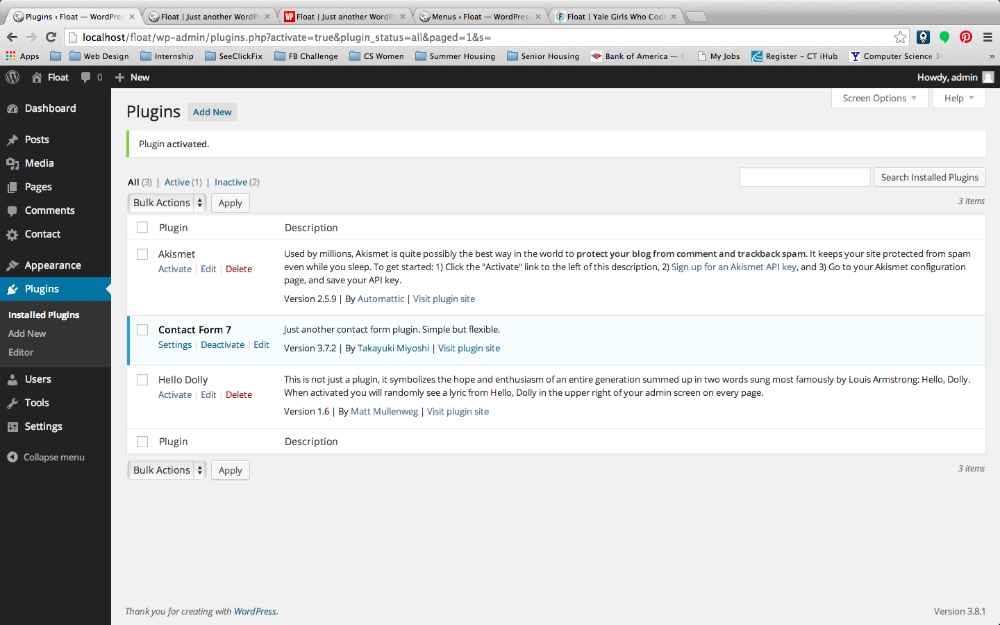 Plugins ‹ Float — WordPres
Float | Just another WordPr
Float | Just another WordPr
Menus ‹ Float — WordPress
Float | Yale Girls Who Code
localhost/float/wp-admin/plugins.php?activate=true&plugin_status=all&paged=1&s=
Apps
Web Design
Internship
SeeClickFix
FB Challenge
CS Women
Summer Housing
Senior Housing
Bank of America —
My Jobs
Register – CT iHub
Computer Science 36
»
Float
0
+ New
Howdy, admin
Dashboard
Posts
Media
Pages
Comments
Contact
Appearance
Plugins
Installed Plugins
Add New
Editor
Users
Tools
Settings
Collapse menu
Screen Options
Help
Plugins
Add New
Plugin activated.
All (3) | Active (1) | Inactive (2)
Search Installed Plugins
Bulk Actions
Apply
3 items
Plugin
Description
Akismet
Activate | Edit | Delete
Used by millions, Akismet is quite possibly the best way in the world to protect your blog from comment and trackback spam. It keeps your site protected from spam
even while you sleep. To get started: 1) Click the "Activate" link to the left of this description, 2) Sign up for an Akismet API key, and 3) Go to your Akismet configuration
page, and save your API key.
Version 2.5.9 | By Automattic | Visit plugin site
Contact Form 7
Settings | Deactivate | Edit
Just another contact form plugin. Simple but flexible.
Version 3.7.2 | By Takayuki Miyoshi | Visit plugin site
Hello Dolly
Activate | Edit | Delete
This is not just a plugin, it symbolizes the hope and enthusiasm of an entire generation summed up in two words sung most famously by Louis Armstrong: Hello, Dolly.
When activated you will randomly see a lyric from Hello, Dolly in the upper right of your admin screen on every page.
Version 1.6 | By Matt Mullenweg | Visit plugin site
Plugin
Description
Bulk Actions
Apply
3 items
Thank you for creating with WordPress.
Version 3.8.1